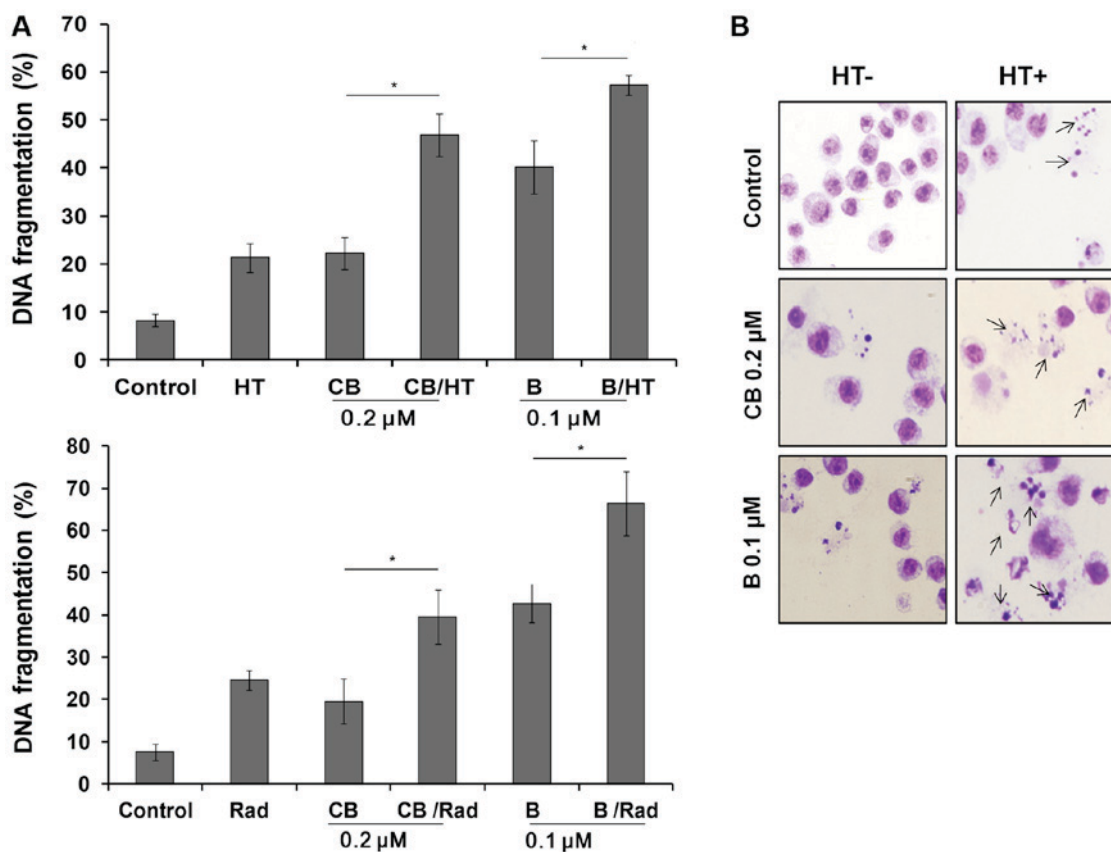 A
DNA fragmentation (%)
70
60
50
40
30
20
10
0
*
*
Control HT CB CB/HT B B/HT
0.2 µM 0.1 µM
DNA fragmentation (%)
80
70
60
50
40
30
20
10
0
*
*
Control Rad CB CB /Rad B B /Rad
0.2 µM 0.1 µM
B
HT- HT+
Control
CB 0.2 µM
B 0.1 µM